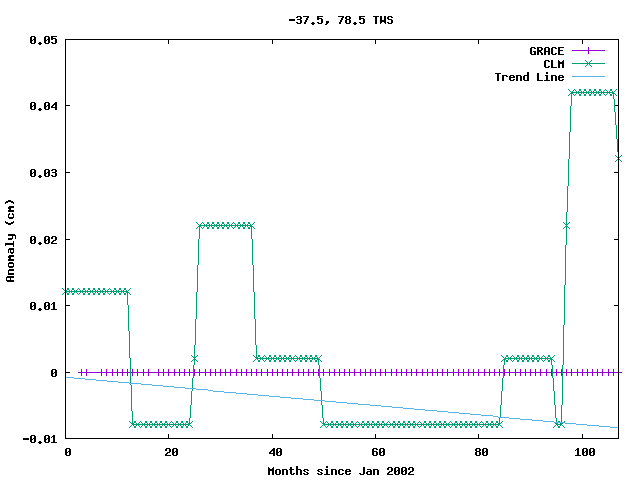 -37.5, 78.5 TWS
GRACE
CLM
Trend Line
0.05
0.04
0.03
0.02
0.01
0
-0.01
Anomaly (cm)
0 20 40 60 80 100
Months since Jan 2002